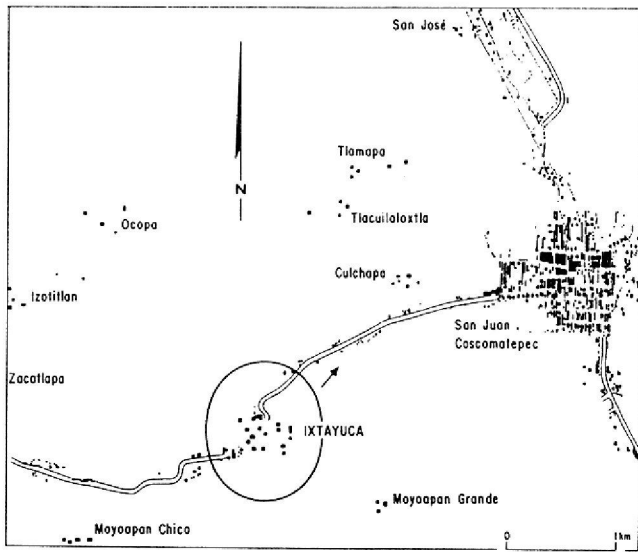 San José
Tlamapa
N
Ocopa
Tlacuilaloxtla
Culchapa
Izotitlan
San Juan
Coscomatepec
Zacatlapa
IXTAYUCA
Moyoapan Grande
Moyoapan Chico
0 1km